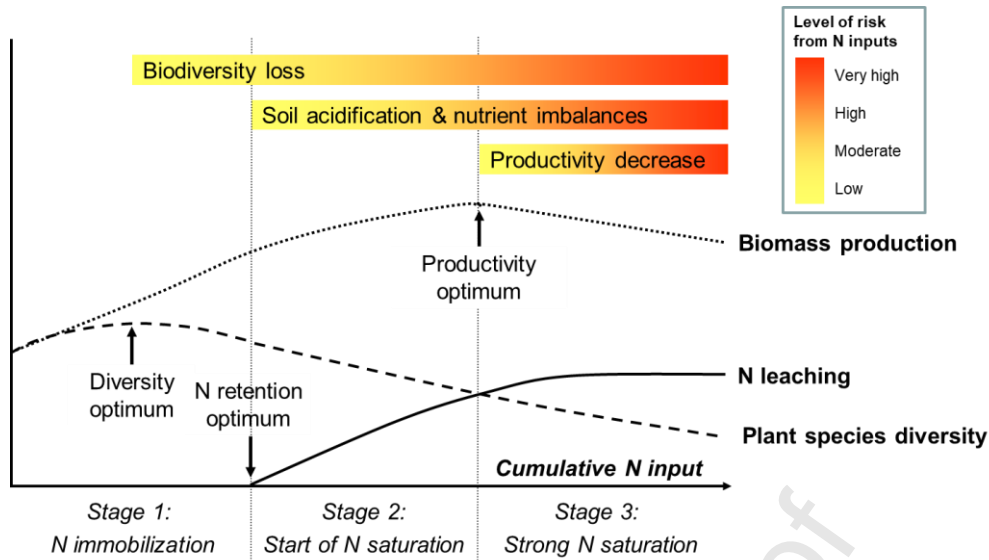 Level of risk
from N inputs
Very high
High
Moderate
Low
Biodiversity loss
Soil acidification & nutrient imbalances
Productivity decrease
Biomass production
Productivity
optimum
Diversity
optimum
N retention
optimum
N leaching
Plant species diversity
Cumulative N input
Stage 1:
N immobilization
Stage 2:
Start of N saturation
Stage 3:
Strong N saturation